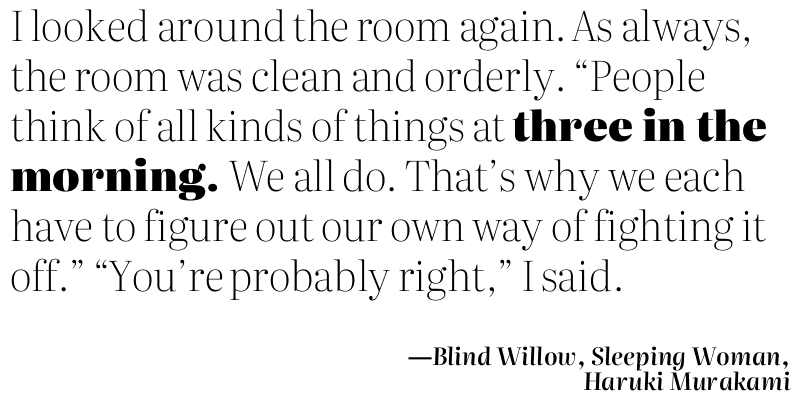 I looked around the room again. As always,
the room was clean and orderly. “People
think of all kinds of things at three in the
morning. We all do. That’s why we each
have to figure out our own way of fighting it
off.” “You’re probably right,” I said.
—Blind Willow, Sleeping Woman,
Haruki Murakami